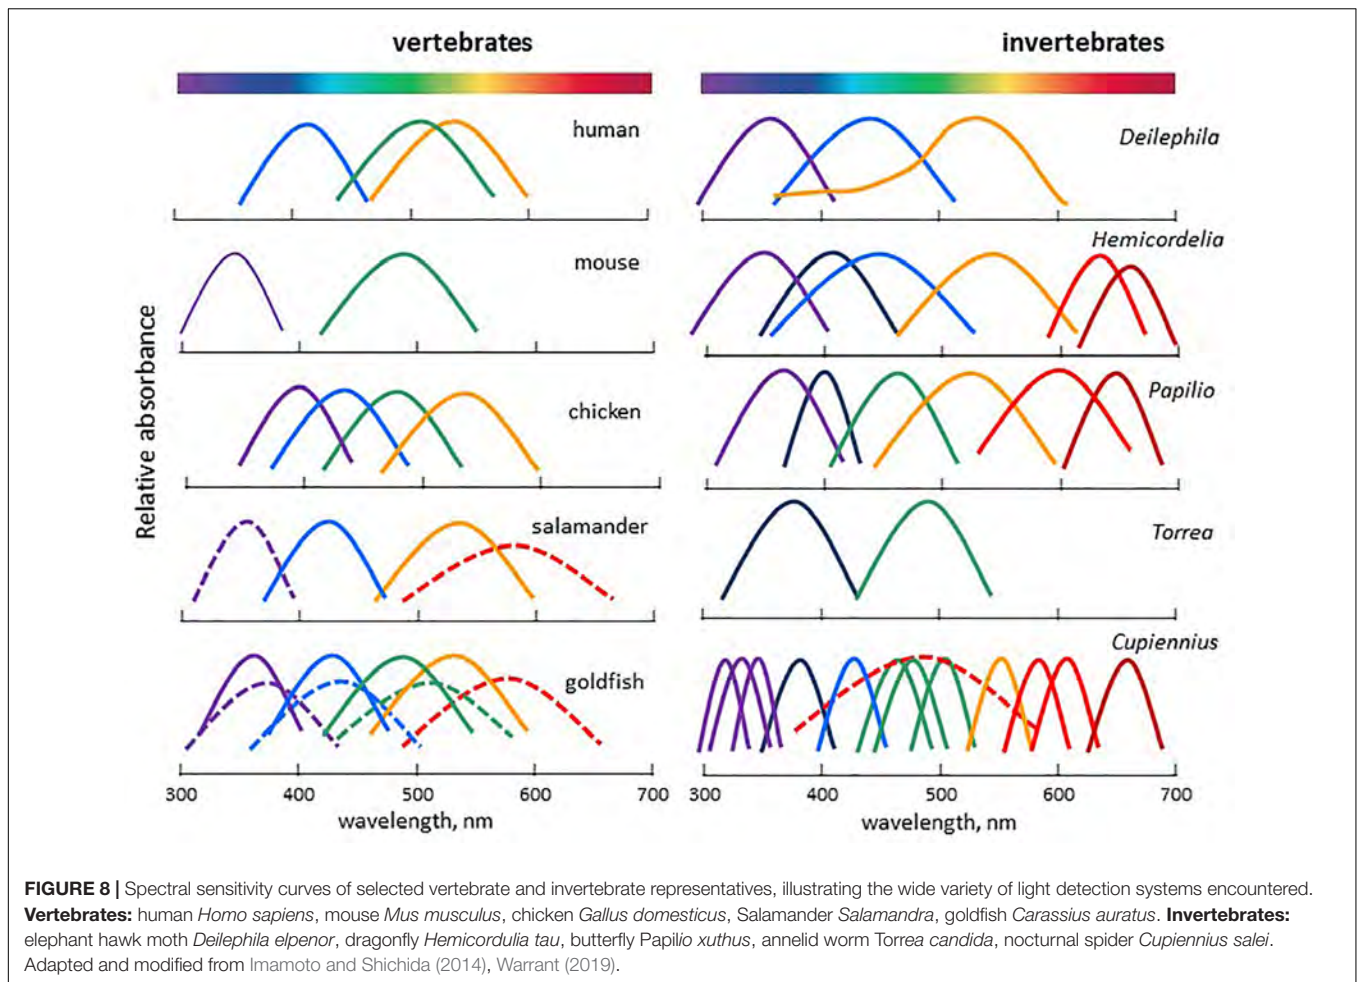 vertebrates
invertebrates
human
Deilephila
Hemicordelia
mouse
Relative absorbance
chicken
Papilio
salamander
Torrea
Cupiennius
goldfish
300 400 500 600 700
300 400 500 600 700
wavelength, nm
wavelength, nm
FIGURE 8 | Spectral sensitivity curves of selected vertebrate and invertebrate representatives, illustrating the wide variety of light detection systems encountered.
Vertebrates: human Homo sapiens, mouse Mus musculus, chicken Gallus domesticus, Salamander Salamandra, goldfish Carassius auratus. Invertebrates:
elephant hawk moth Deilephila elpenor, dragonfly Hemicordulia tau, butterfly Papilio xuthus, annelid worm Torrea candida, nocturnal spider Cupiennius salei.
Adapted and modified from Imamoto and Shichida (2014), Warrant (2019).